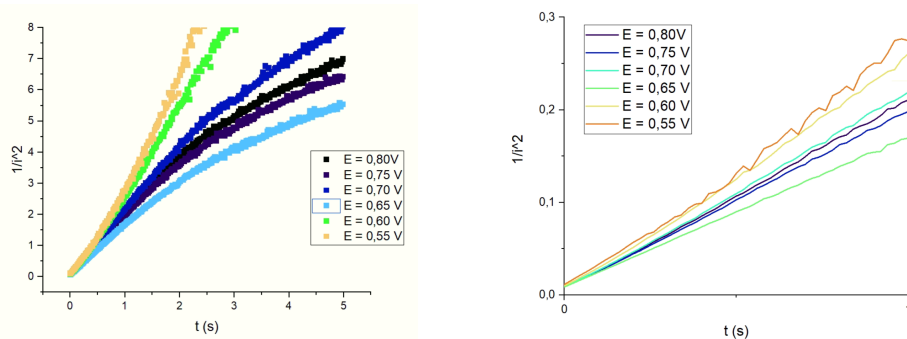 8
7
6
5
4
3
2
1
0
1/i^2
0 1 2 3 4 5
t (s)
E = 0,80V
E = 0,75 V
E = 0,70 V
E = 0,65 V
E = 0,60 V
E = 0,55 V
0,3
0,2
0,1
0,0
1/i^2
0
t (s)
E = 0,80V
E = 0,75 V
E = 0,70 V
E = 0,65 V
E = 0,60 V
E = 0,55 V